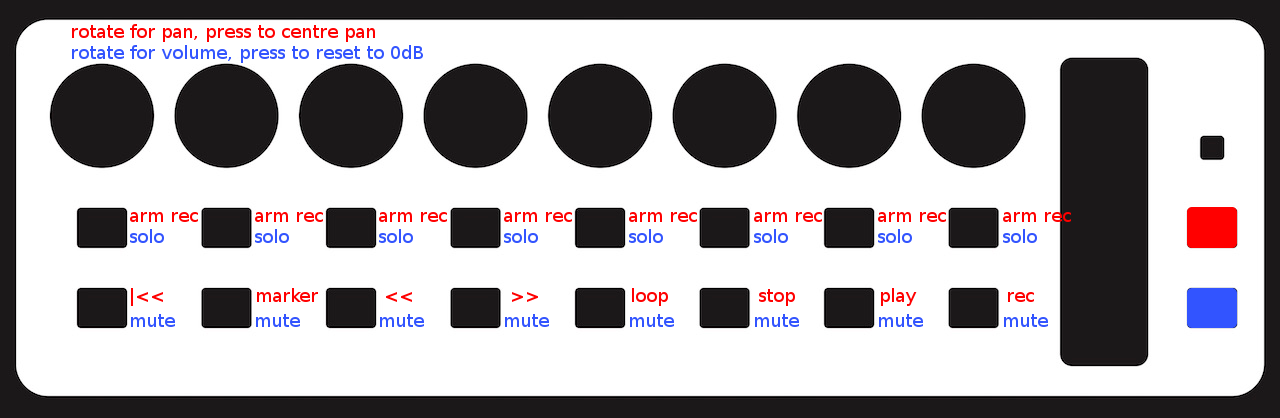 rotate for pan, press to centre pan
rotate for volume, press to reset to 0dB
arm rec arm rec arm rec arm rec arm rec arm rec arm rec arm rec
solo solo solo solo solo solo solo solo
|<< marker << >> loop stop play rec
mute mute mute mute mute mute mute mute